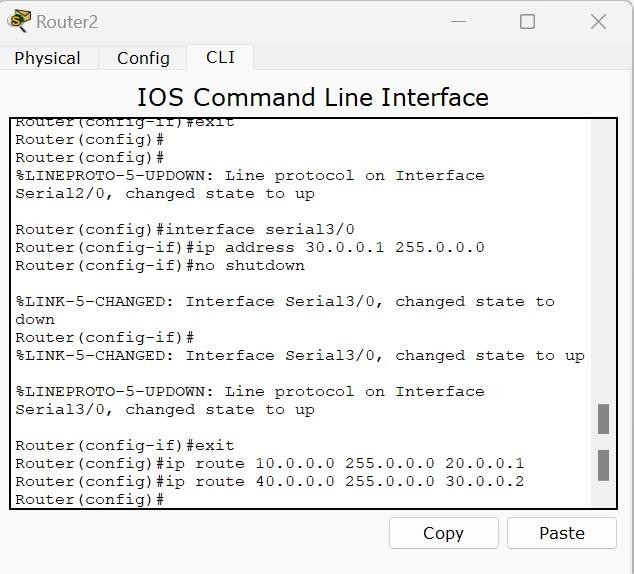 Router2
Physical Config CLI
IOS Command Line Interface
Router(config-if)#exit
Router(config)#
Router(config)#
%LINEPROTO-5-UPDOWN: Line protocol on Interface
Serial2/0, changed state to up
Router(config)#interface serial3/0
Router(config-if)#ip address 30.0.0.1 255.0.0.0
Router(config-if)#no shutdown
%LINK-5-CHANGED: Interface Serial3/0, changed state to
down
Router(config-if)#
%LINK-5-CHANGED: Interface Serial3/0, changed state to up
%LINEPROTO-5-UPDOWN: Line protocol on Interface
Serial3/0, changed state to up
Router(config-if)#exit
Router(config)#ip route 10.0.0.0 255.0.0.0 20.0.0.1
Router(config)#ip route 40.0.0.0 255.0.0.0 30.0.0.2
Router(config)#
Copy Paste